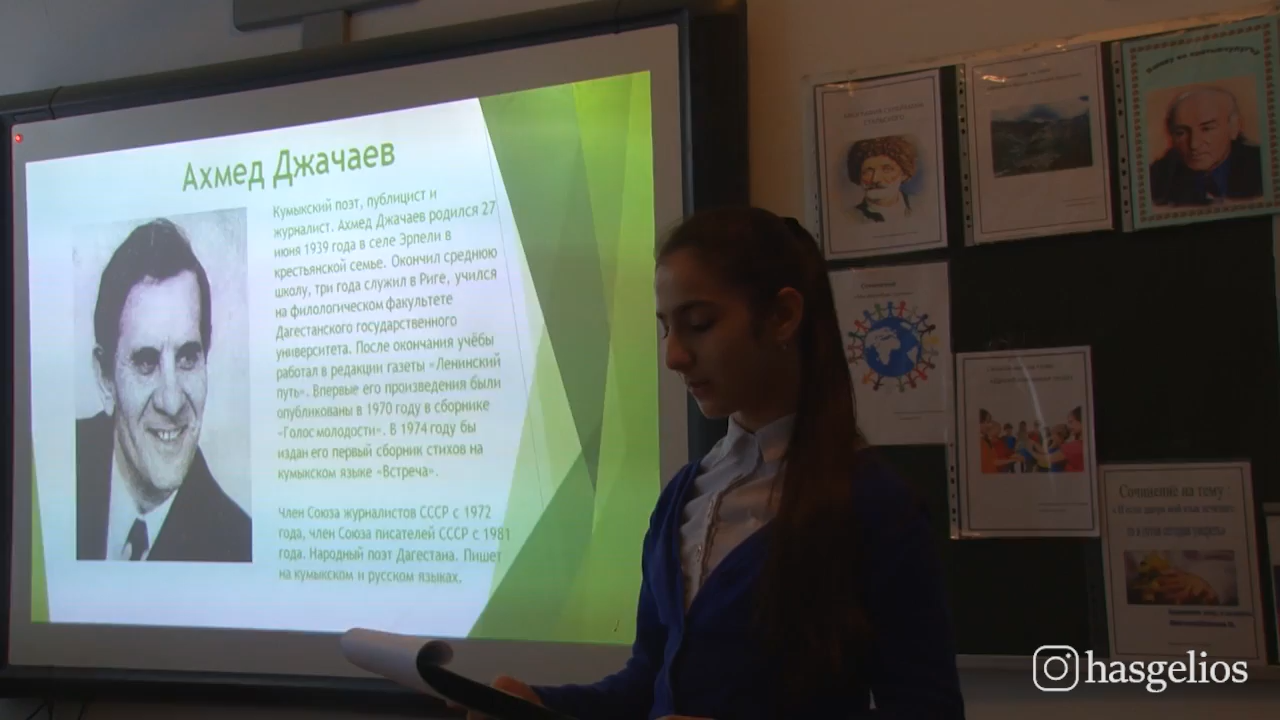 Ахмед Джачаев
Кумыкский поэт, публицист и
журналист. Ахмед Джачаев родился 27
июня 1939 года в селе Эрпели в
крестьянской семье. Окончил среднюю
школу, три года служил в Риге, учился
на филологическом факультете
Дагестанского государственного
университета. После окончания учёбы
работал в редакции газеты «Ленинский
путь». Впервые его произведения были
опубликованы в 1970 году в сборнике
«Голос молодости». В 1974 году бы
издан его первый сборник стихов на
кумыкском языке «Встреча».
Член Союза журналистов СССР с 1972
года, член Союза писателей СССР с 1981
года. Народный поэт Дагестана. Пишет
на кумыкском и русском языках.
Сочинение на тему
hasgelios